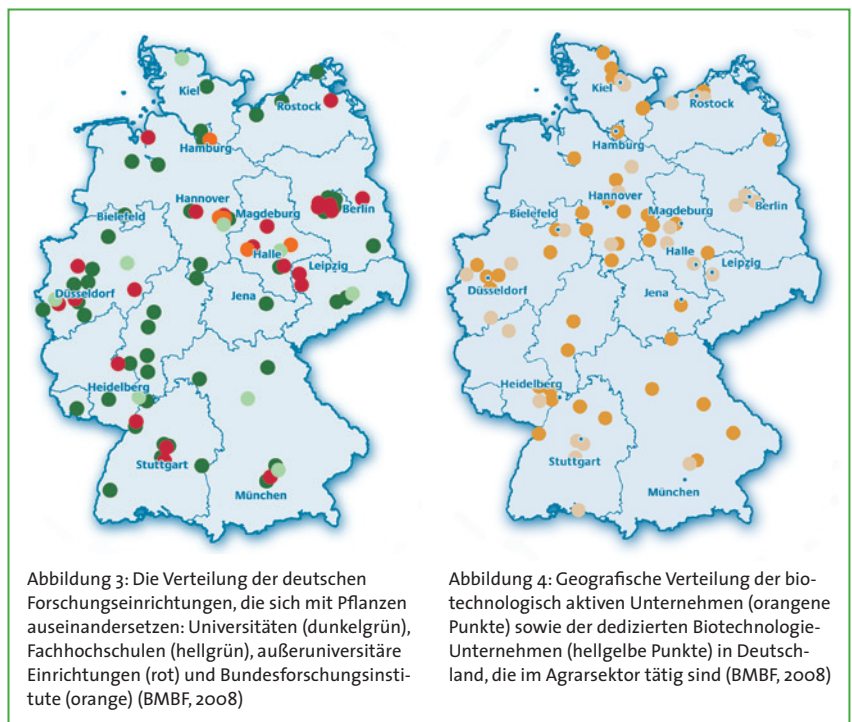 Kiel
Rostock
Hamburg
Hannover
Magdeburg
Berlin
Bielefeld
Halle
Leipzig
Düsseldorf
Jena
Heidelberg
Stuttgart
München
Kiel
Rostock
Hamburg
Hannover
Bielefeld
Magdeburg
Berlin
Halle
Leipzig
Düsseldorf
Jena
Heidelberg
Stuttgart
München
Abbildung 3: Die Verteilung der deutschen
Forschungseinrichtungen, die sich mit Pflanzen
auseinandersetzen: Universitäten (dunkelgrün),
Fachhochschulen (hellgrün), außeruniversitäre
Einrichtungen (rot) und Bundesforschungsinsti-
tute (orange) (BMBF, 2008)
Abbildung 4: Geografische Verteilung der bio-
technologisch aktiven Unternehmen (orangene
Punkte) sowie der dedizierten Biotechnologie-
Unternehmen (hellgelbe Punkte) in Deutsch-
land, die im Agrarsektor tätig sind (BMBF, 2008)